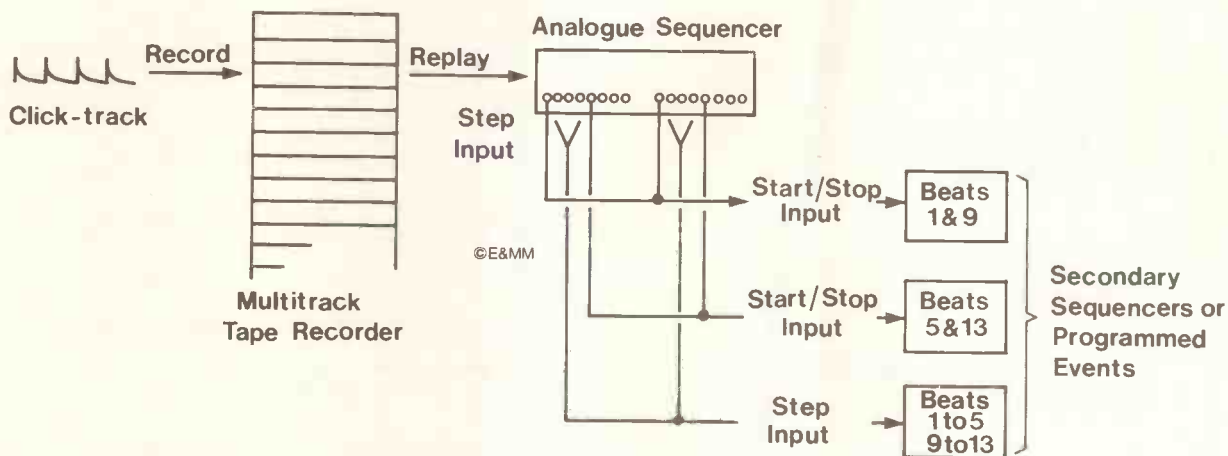 Analogue Sequencer
Record
Replay
Click-track
Step
Input
Multitrack
Tape Recorder
©E&MM
Start/Stop
Input
Beats
1&9
Start/Stop
Input
Beats
5&13
Step
Input
Beats
1to5
9to13
Secondary
Sequencers or
Programmed
Events